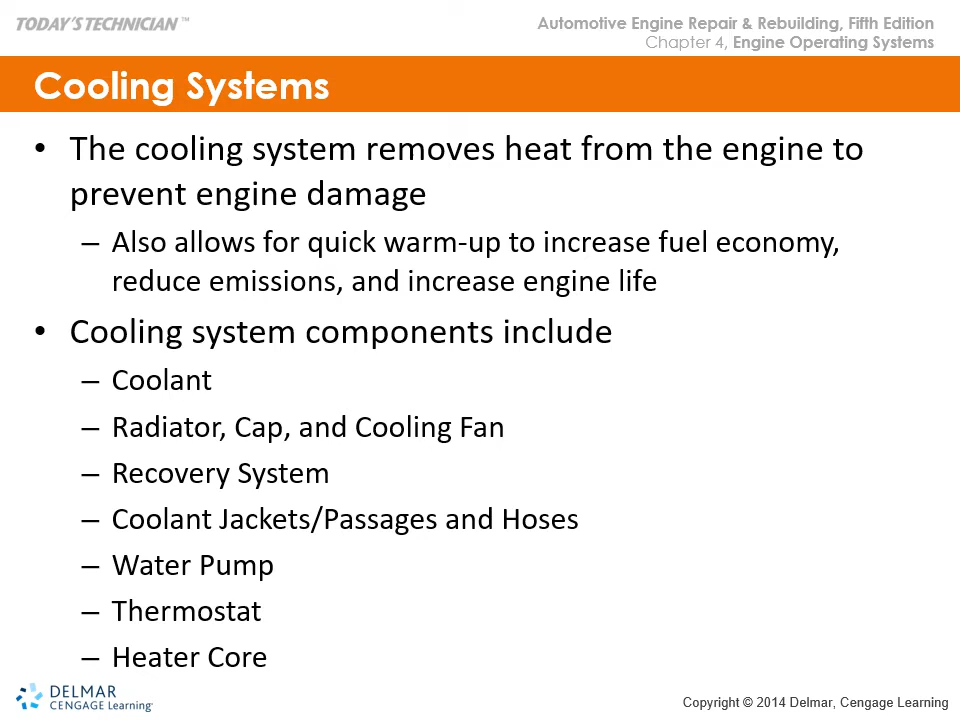 TODAY'S TECHNICIAN ™
Automotive Engine Repair & Rebuilding, Fifth Edition
Chapter 4, Engine Operating Systems
Cooling Systems
• The cooling system removes heat from the engine to
prevent engine damage
– Also allows for quick warm-up to increase fuel economy,
reduce emissions, and increase engine life
• Cooling system components include
– Coolant
– Radiator, Cap, and Cooling Fan
– Recovery System
– Coolant Jackets/Passages and Hoses
– Water Pump
– Thermostat
– Heater Core
DELMAR
CENGAGE Learning
Copyright © 2014 Delmar, Cengage Learning